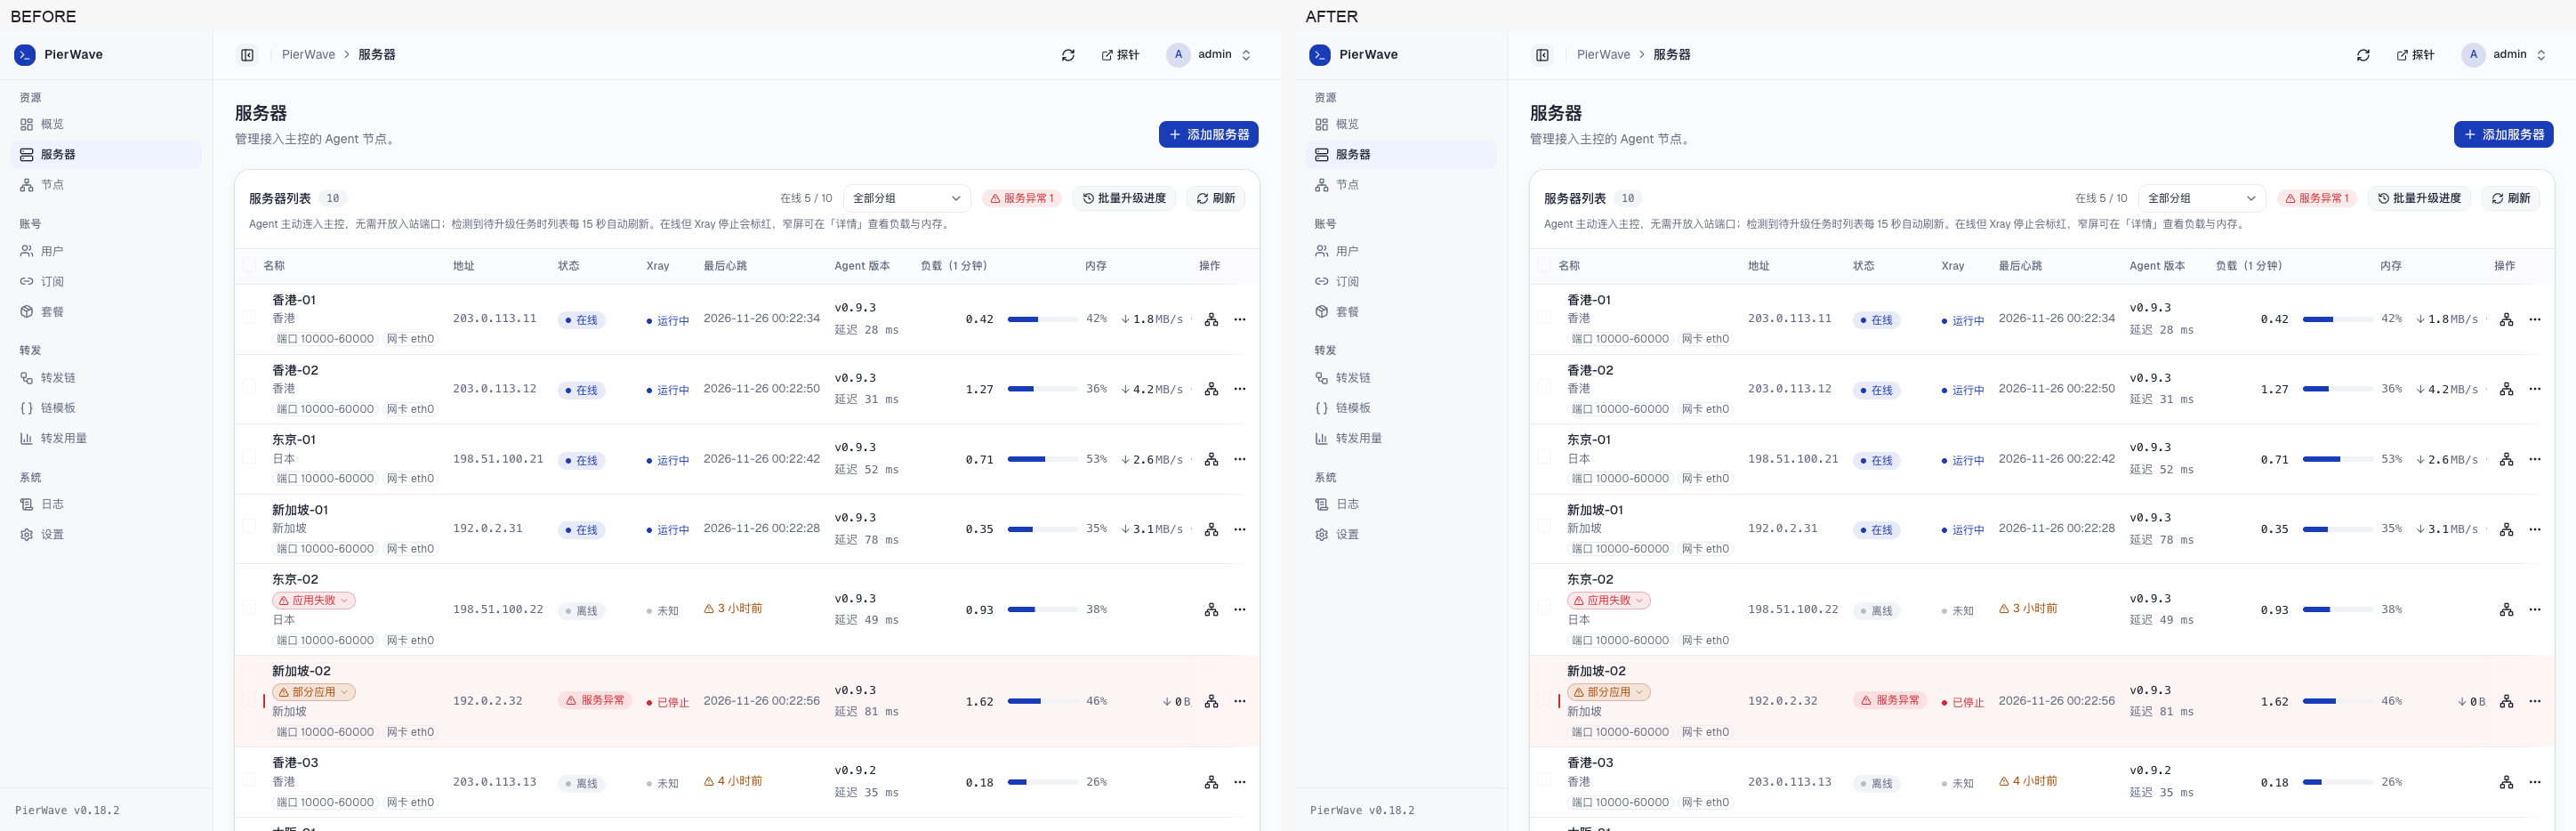 BEFORE
PierWave
PierWave > 服务器
探针
A admin
资源
概览
服务器
节点
账号
用户
订阅
套餐
转发
转发链
链模板
转发用量
系统
日志
设置
PierWave v0.18.2
服务器
管理接入主控的 Agent 节点。
+ 添加服务器
服务器列表 10
在线 5 / 10
全部分组
服务异常 1
批量升级进度
刷新
Agent 主动连入主控，无需开放入站端口；检测到待升级任务时列表每 15 秒自动刷新。在线但 Xray 停止会标红，窄屏可在「详情」查看负载与内存。
名称 地址 状态 Xray 最后心跳 Agent 版本 负载（1 分钟） 内存 操作
香港-01
香港
端口 10000-60000 网卡 eth0
203.0.113.11 在线 运行中 2026-11-26 00:22:34
v0.9.3
延迟 28 ms
0.42 42% ↓1.8MB/s
香港-02
香港
端口 10000-60000 网卡 eth0
203.0.113.12 在线 运行中 2026-11-26 00:22:50
v0.9.3
延迟 31 ms
1.27 36% ↓4.2MB/s
东京-01
日本
端口 10000-60000 网卡 eth0
198.51.100.21 在线 运行中 2026-11-26 00:22:42
v0.9.3
延迟 52 ms
0.71 53% ↓2.6MB/s
新加坡-01
新加坡
端口 10000-60000 网卡 eth0
192.0.2.31 在线 运行中 2026-11-26 00:22:28
v0.9.3
延迟 78 ms
0.35 35% ↓3.1MB/s
东京-02
应用失败
日本
端口 10000-60000 网卡 eth0
198.51.100.22 离线 未知 3 小时前
v0.9.3
延迟 49 ms
0.93 38%
新加坡-02
部分应用
新加坡
端口 10000-60000 网卡 eth0
192.0.2.32 服务异常 已停止 2026-11-26 00:22:56
v0.9.3
延迟 81 ms
1.62 46% ↓0B
香港-03
香港
端口 10000-60000 网卡 eth0
203.0.113.13 离线 未知 4 小时前
v0.9.2
延迟 35 ms
0.18 26%
AFTER
PierWave
PierWave > 服务器
探针
A admin
资源
概览
服务器
节点
账号
用户
订阅
套餐
转发
转发链
链模板
转发用量
系统
日志
设置
PierWave v0.18.2
服务器
管理接入主控的 Agent 节点。
+ 添加服务器
服务器列表 10
在线 5 / 10
全部分组
服务异常 1
批量升级进度
刷新
Agent 主动连入主控，无需开放入站端口；检测到待升级任务时列表每 15 秒自动刷新。在线但 Xray 停止会标红，窄屏可在「详情」查看负载与内存。
名称 地址 状态 Xray 最后心跳 Agent 版本 负载（1 分钟） 内存 操作
香港-01
香港
端口 10000-60000 网卡 eth0
203.0.113.11 在线 运行中 2026-11-26 00:22:34
v0.9.3
延迟 28 ms
0.42 42% ↓1.8MB/s
香港-02
香港
端口 10000-60000 网卡 eth0
203.0.113.12 在线 运行中 2026-11-26 00:22:50
v0.9.3
延迟 31 ms
1.27 36% ↓4.2MB/s
东京-01
日本
端口 10000-60000 网卡 eth0
198.51.100.21 在线 运行中 2026-11-26 00:22:42
v0.9.3
延迟 52 ms
0.71 53% ↓2.6MB/s
新加坡-01
新加坡
端口 10000-60000 网卡 eth0
192.0.2.31 在线 运行中 2026-11-26 00:22:28
v0.9.3
延迟 78 ms
0.35 35% ↓3.1MB/s
东京-02
应用失败
日本
端口 10000-60000 网卡 eth0
198.51.100.22 离线 未知 3 小时前
v0.9.3
延迟 49 ms
0.93 38%
新加坡-02
部分应用
新加坡
端口 10000-60000 网卡 eth0
192.0.2.32 服务异常 已停止 2026-11-26 00:22:56
v0.9.3
延迟 81 ms
1.62 46% ↓0B
香港-03
香港
端口 10000-60000 网卡 eth0
203.0.113.13 离线 未知 4 小时前
v0.9.2
延迟 35 ms
0.18 26%